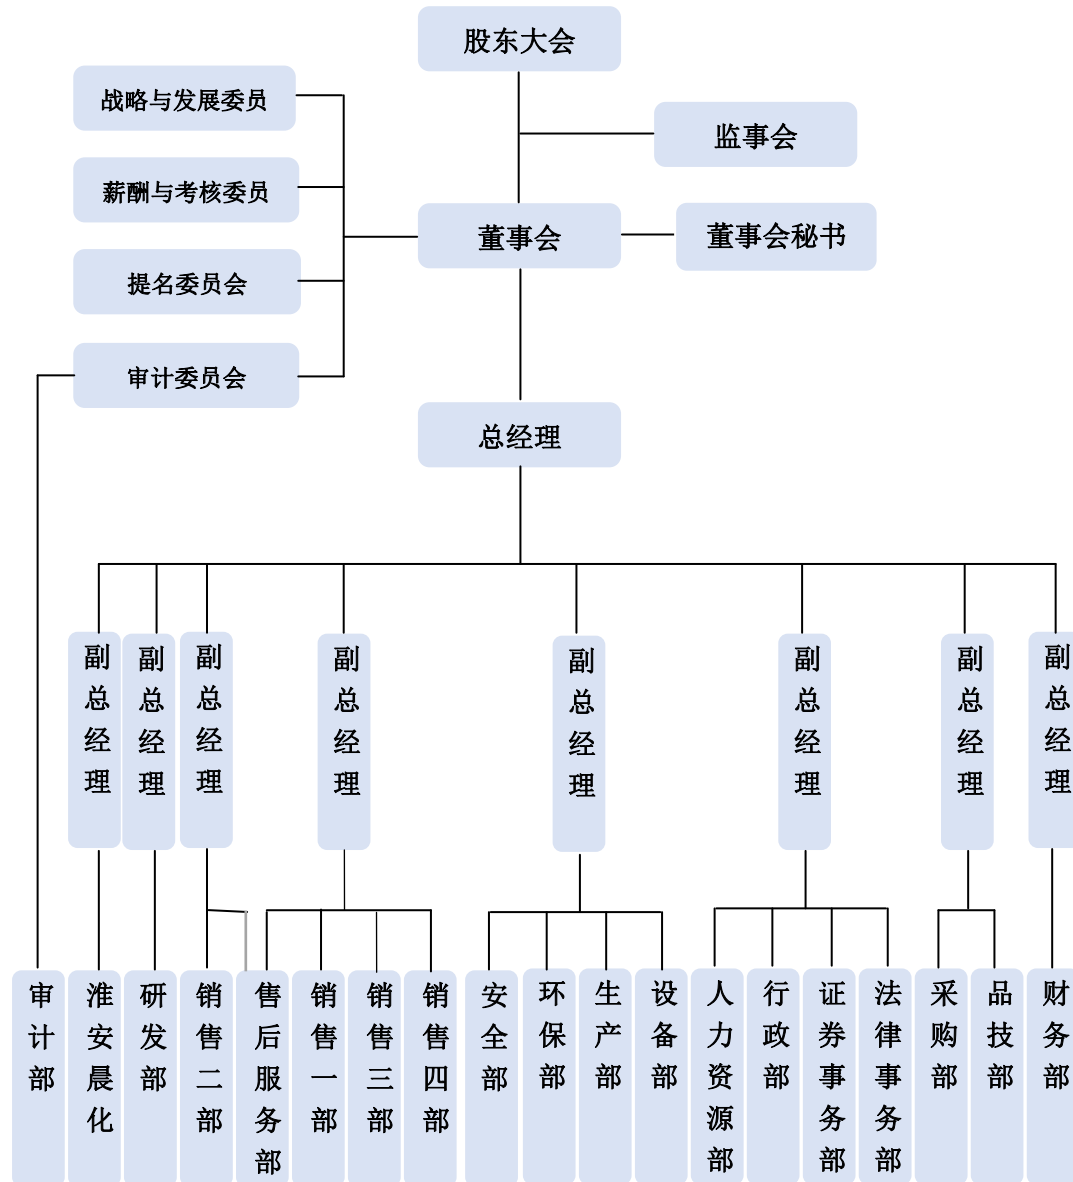 股东大会
战略与发展委员
监事会
薪酬与考核委员
董事会
董事会秘书
提名委员会
审计委员会
总经理
副总经理
副总经理
副总经理
副总经理
副总经理
副总经理
副总经理
副总经理
审计部
淮安晨化
研发部
销售二部
售后服务部
销售一部
销售三部
销售四部
安全部
环保部
生产部
设备部
人力资源部
行政部
证券事务部
法律事务部
采购部
品技部
财务部